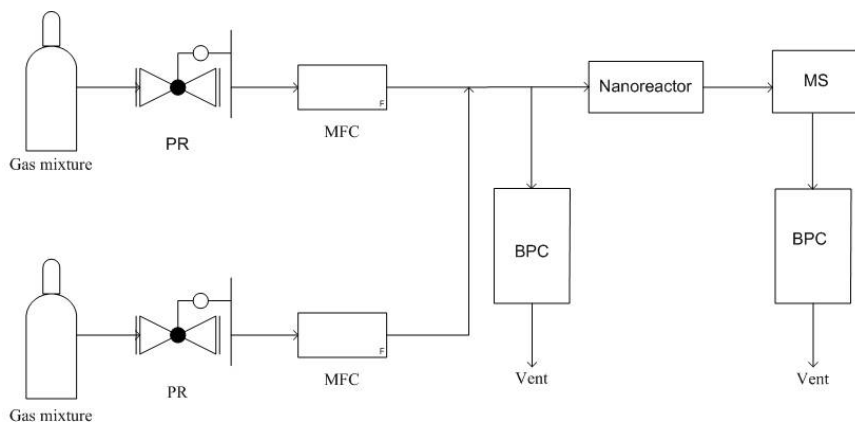 Gas mixture
PR
F
MFC
Nanoreactor
MS
BPC
Vent
BPC
Vent
Gas mixture
PR
F
MFC